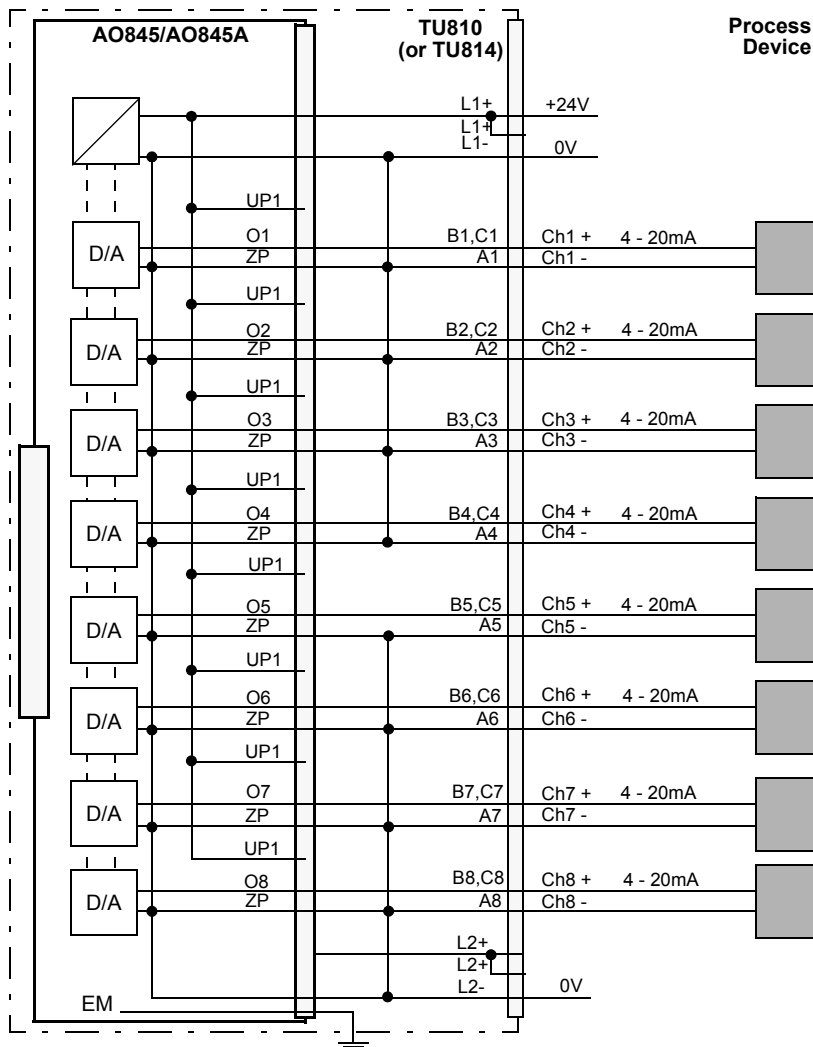 AO845/AO845A TU810 Process
(or TU814) Device
L1+ +24V
L1+
L1- 0V
UP1
D/A O1 B1,C1 Ch1 + 4 - 20mA
ZP A1 Ch1 -
UP1
D/A O2 B2,C2 Ch2 + 4 - 20mA
ZP A2 Ch2 -
UP1
D/A O3 B3,C3 Ch3 + 4 - 20mA
ZP A3 Ch3 -
UP1
D/A O4 B4,C4 Ch4 + 4 - 20mA
ZP A4 Ch4 -
UP1
D/A O5 B5,C5 Ch5 + 4 - 20mA
ZP A5 Ch5 -
UP1
D/A O6 B6,C6 Ch6 + 4 - 20mA
ZP A6 Ch6 -
UP1
D/A O7 B7,C7 Ch7 + 4 - 20mA
ZP A7 Ch7 -
UP1
D/A O8 B8,C8 Ch8 + 4 - 20mA
ZP A8 Ch8 -
L2+
L2+
L2- 0V
EM